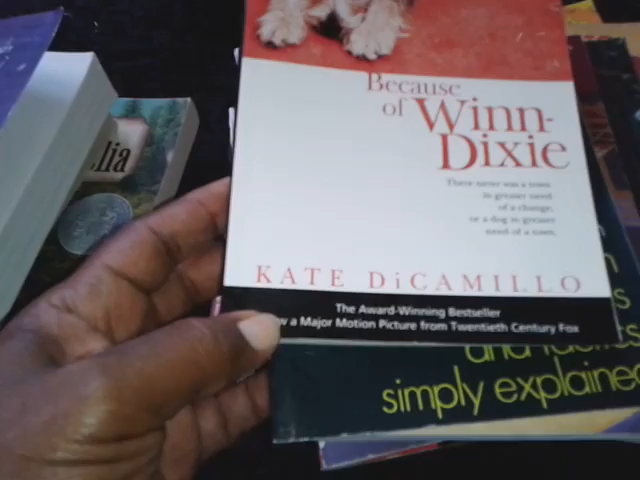 Because
of Winn-
Dixie
There never was a town
in greater need
of a change,
or a dog in greater
need of a town.
KATE DiCAMILLO
The Award-Winning Bestseller
w a Major Motion Picture from Twentieth Century Fox
lia
simply explained